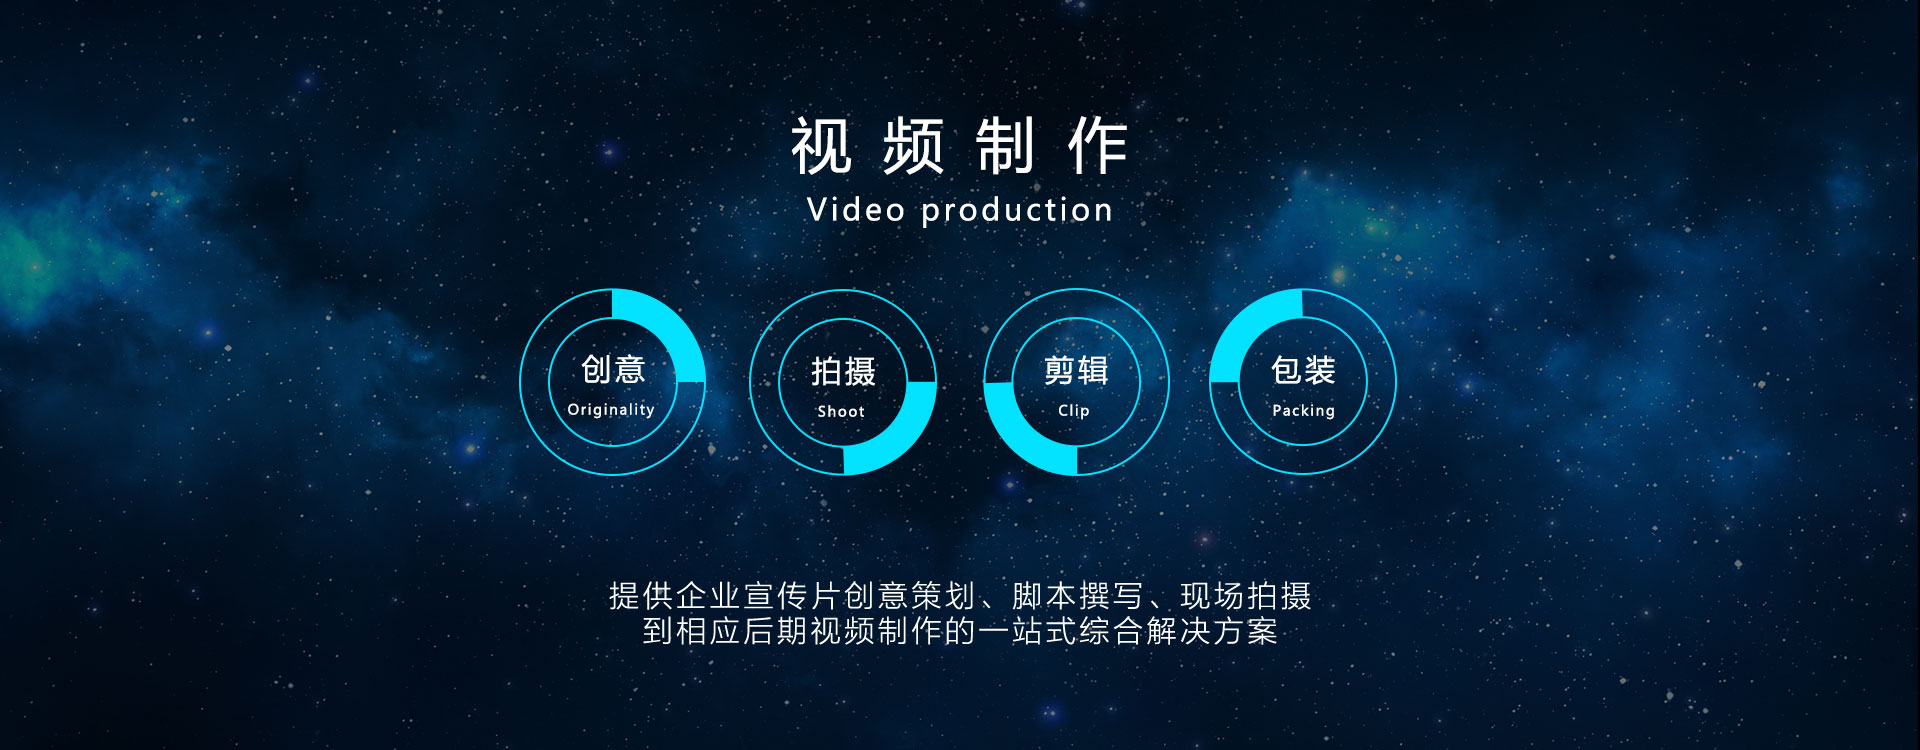 视频制作
Video production
创意
Originality
拍摄
Shoot
剪辑
Clip
包装
Packing
提供企业宣传片创意策划、脚本撰写、现场拍摄
到相应后期视频制作的一站式综合解决方案